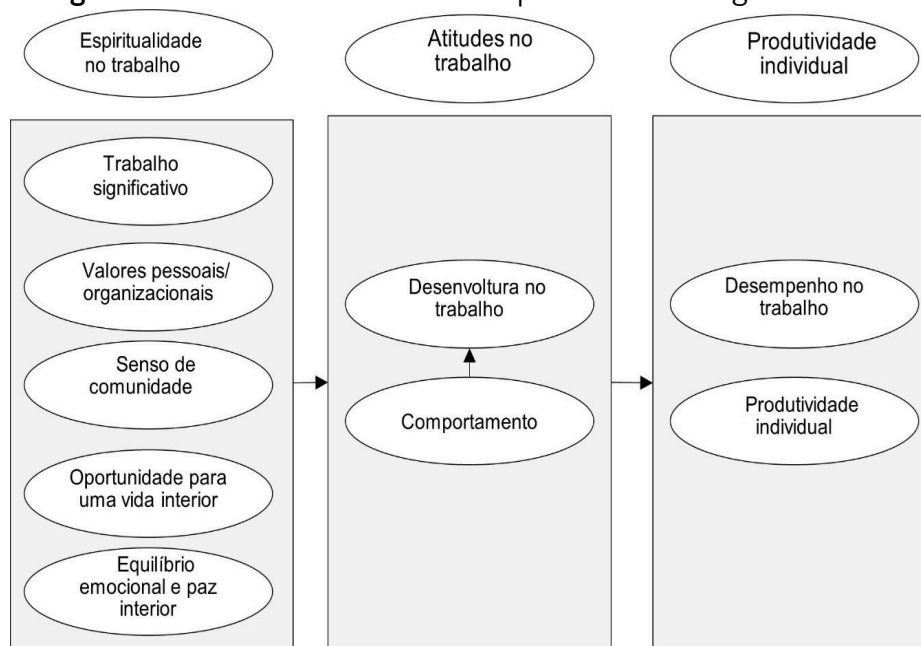 Espiritualidade
no trabalho
Atitudes no
trabalho
Produtividade
individual
Trabalho
significativo
Valores pessoais/
organizacionais
Senso de
comunidade
Oportunidade para
uma vida interior
Equilíbrio
emocional e paz
interior
Desenvoltura no
trabalho
Comportamento
Desempenho no
trabalho
Produtividade
individual